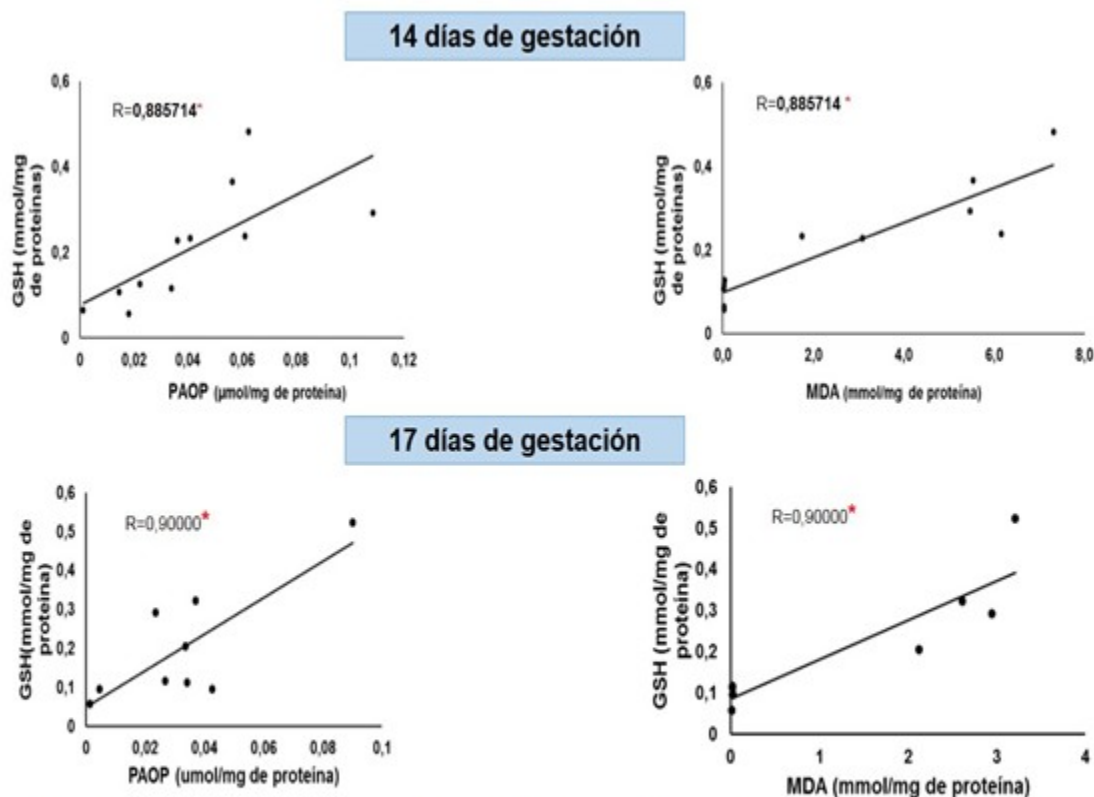 14 días de gestación
0,6
0,4
0,2
0
R=0,885714*
GSH (mmol/mg
de proteinas)
0
0,02
0,04
0,06
0,08
0,1
0,12
PAOP (µmol/mg de proteína)
0,6
0,4
0,2
0
R=0,885714 *
GSH (mmol/mg
de proteinas)
0,0
2,0
4,0
6,0
8,0
MDA (mmol/mg de proteína)
17 días de gestación
0,6
0,5
0,4
0,3
0,2
0,1
0
R=0,90000*
GSH(mmol/mg de
proteína)
0
0,02
0,04
0,06
0,08
0,1
PAOP (umol/mg de proteína)
0,6
0,5
0,4
0,3
0,2
0,1
0
R=0,90000*
GSH (mmol/mg de
proteína)
0
1
2
3
4
MDA (mmol/mg de proteína)